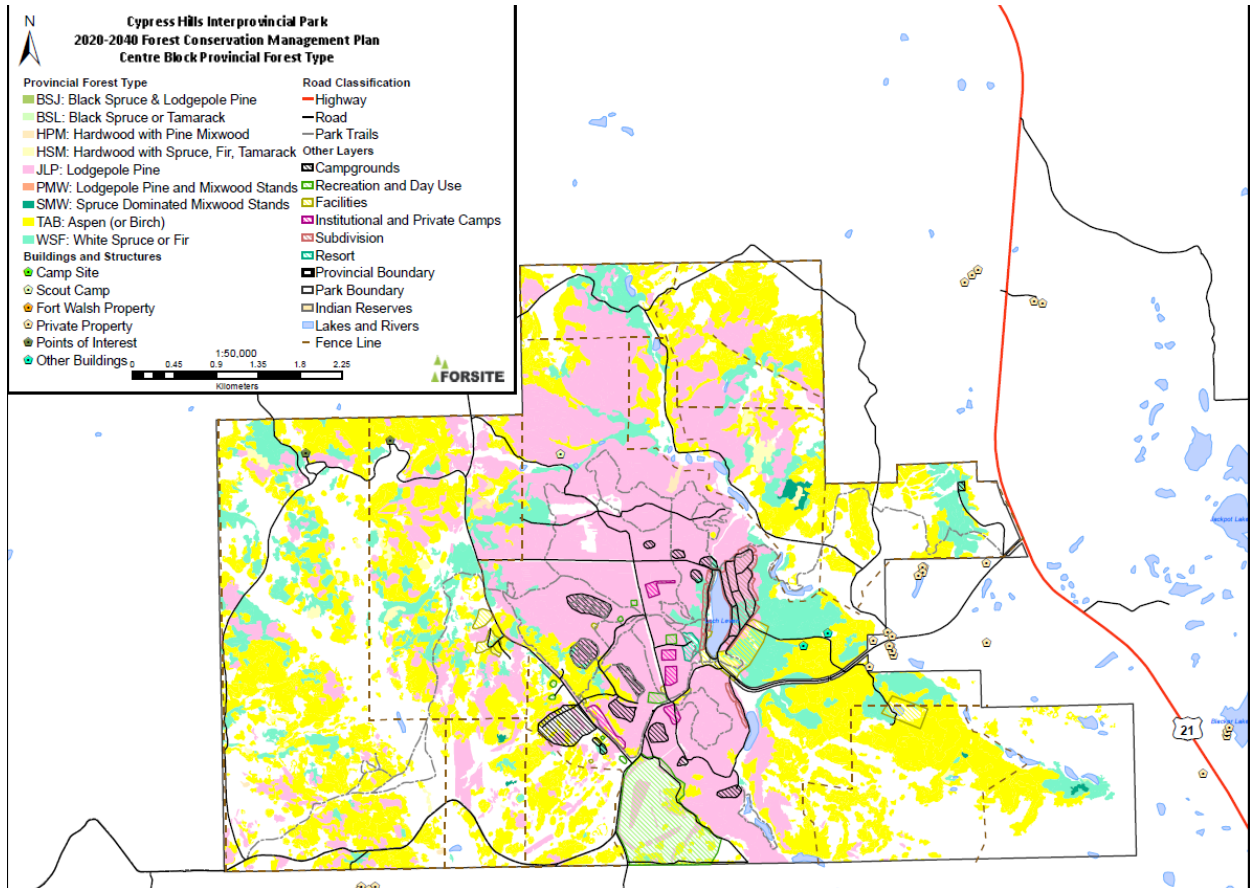 N
Cypress Hills Interprovincial Park
2020-2040 Forest Conservation Management Plan
Centre Block Provincial Forest Type
Provincial Forest Type
BSJ: Black Spruce & Lodgepole Pine
BSL: Black Spruce or Tamarack
HPM: Hardwood with Pine Mixwood
HSM: Hardwood with Spruce, Fir, Tamarack
JLP: Lodgepole Pine
PMW: Lodgepole Pine and Mixwood Stands
SMW: Spruce Dominated Mixwood Stands
TAB: Aspen (or Birch)
WSF: White Spruce or Fir
Buildings and Structures
Camp Site
Scout Camp
Fort Walsh Property
Private Property
Points of Interest
Other Buildings
Road Classification
Highway
Road
Park Trails
Other Layers
Campgrounds
Recreation and Day Use
Facilities
Institutional and Private Camps
Subdivision
Resort
Provincial Boundary
Park Boundary
Indian Reserves
Lakes and Rivers
Fence Line
1:50,000
0 0.45 0.9 1.35 1.8 2.25
Kilometers
FORSITE
Jackpot Lake
21